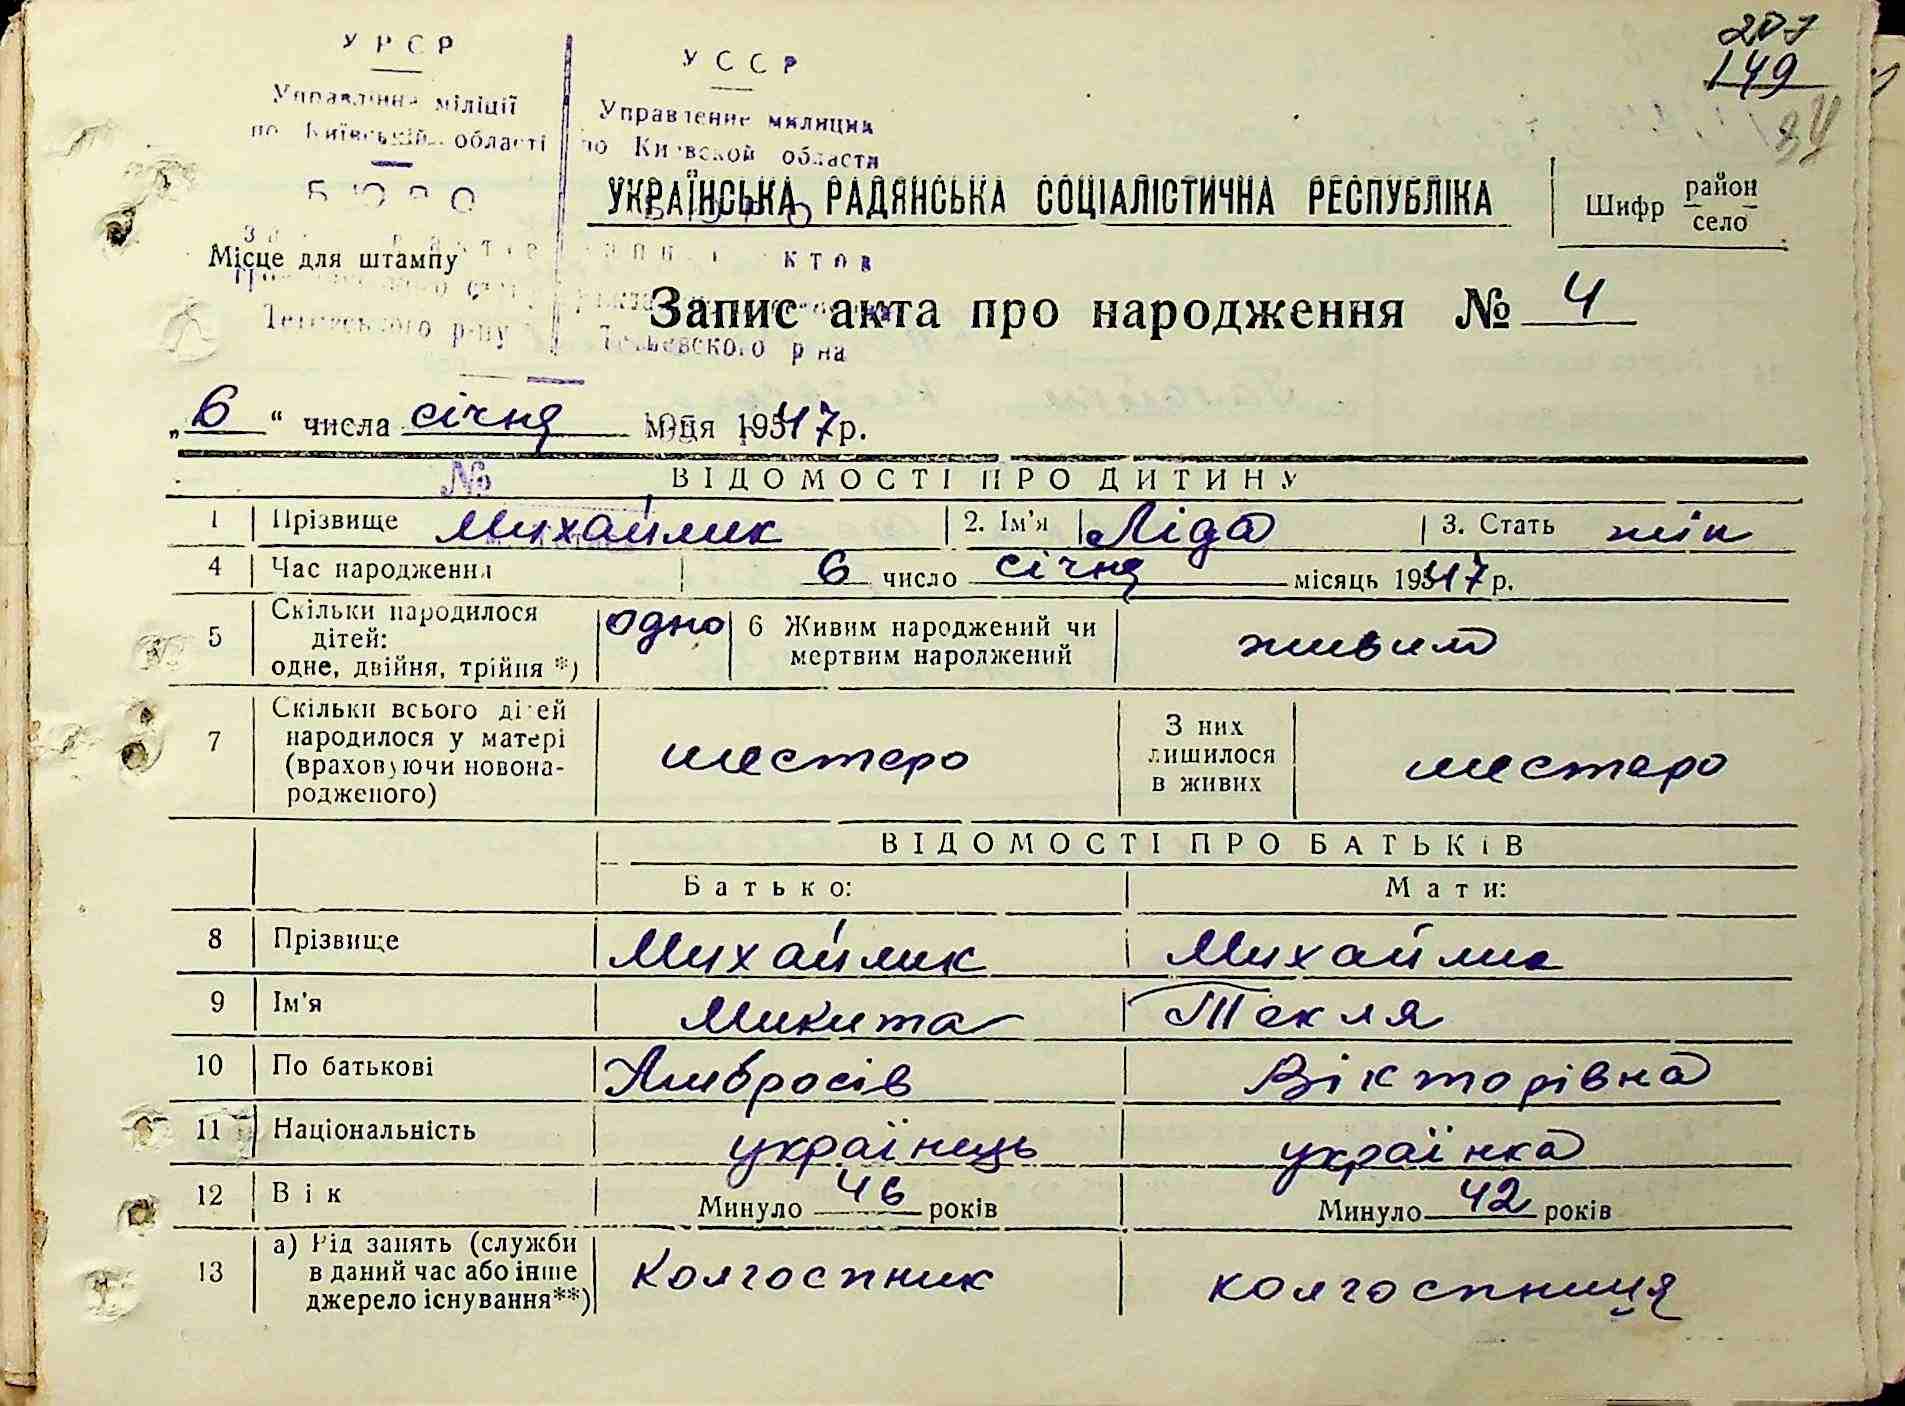 207
149
34
УРСР
УССР
Управління міліції
Управление милиции
по Київській області
по Киевской области
БЮРО
УКРАЇНСЬКА РАДЯНСЬКА СОЦІАЛІСТИЧНА РЕСПУБЛІКА
Шифр район село
Місце для штампу
Запис акта про народження № 4
„6“ числа січня м-ця 1947 р.
№
ВІДОМОСТІ ПРО ДИТИНУ
1 Прізвище Михайлик 2. Ім'я Ліда 3. Стать жін
4 Час народження 6 число січня місяць 1947 р.
5 Скільки народилося дітей: одне, двійня, трійня *) одно 6 Живим народжений чи мертвим народжений живим
7 Скільки всього дітей народилося у матері (враховуючи новонародженого) шестеро З них лишилося в живих шестеро
ВІДОМОСТІ ПРО БАТЬКІВ
Батько: Мати:
8 Прізвище Михайлик Михайлик
9 Ім'я Микита Текля
10 По батькові Амбросів Вікторівна
11 Національність українець українка
12 Вік Минуло 46 років Минуло 42 років
13 а) Рід занять (служби в даний час або інше джерело існування**) Колгоспник колгоспниця